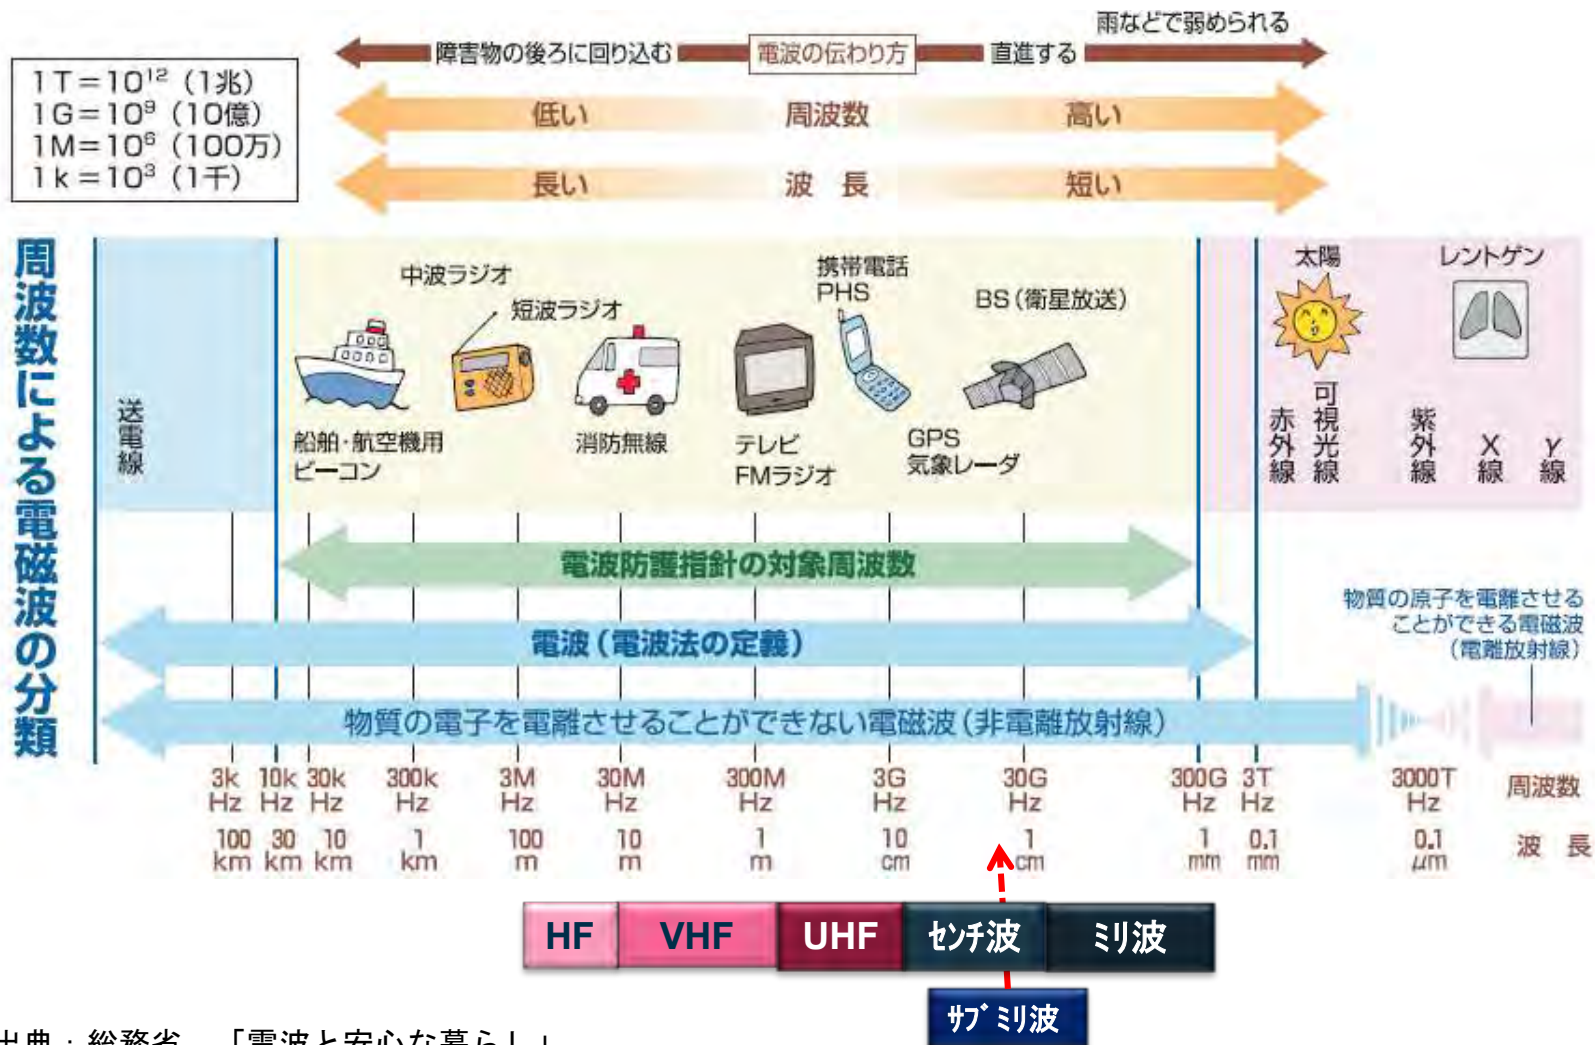 雨などで弱められる
障害物の後ろに回り込む
電波の伝わり方
直進する
1T=10¹²（1兆）
1G=10⁹（10億）
1M=10⁶（100万）
1k=10³（1千）
低い 周波数 高い
長い 波 長 短い
周波数による電磁波の分類
送電線
中波ラジオ
短波ラジオ
携帯電話
PHS
BS（衛星放送）
太陽
レントゲン
船舶・航空機用
ビーコン
消防無線
テレビ
FMラジオ
GPS
気象レーダ
赤外線
可視光線
紫外線
X線
γ線
電波防護指針の対象周波数
電波（電波法の定義）
物質の原子を電離させる
ことができる電磁波
（電離放射線）
物質の電子を電離させることができない電磁波（非電離放射線）
3k 10k 30k 300k 3M 30M 300M 3G 30G 300G 3T 3000T 周波数
Hz Hz Hz Hz Hz Hz Hz Hz Hz Hz Hz Hz
100 30 10 1 100 10 1 10 1 1 0.1 0.1 波 長
km km km km m m m cm cm mm mm μm
HF VHF UHF センチ波 ミリ波
サブミリ波
出典：総務省 「電波と安心な暮らし」